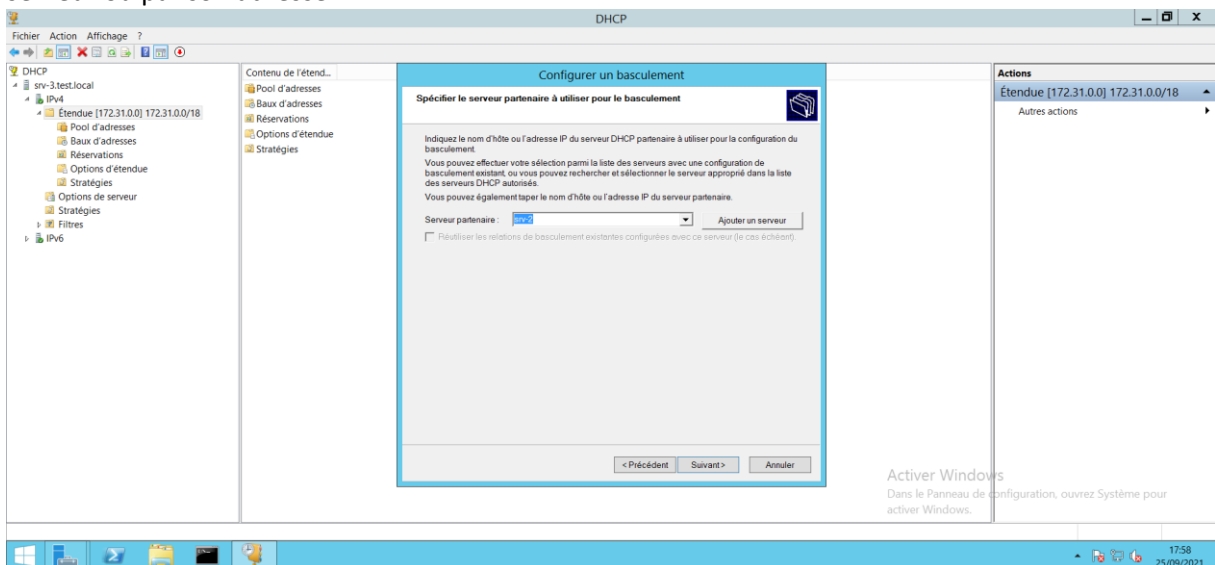 DHCP
Fichier Action Affichage ?
DHCP
srv-3.test.local
IPv4
Étendue [172.31.0.0] 172.31.0.0/18
Pool d'adresses
Baux d'adresses
Réservations
Options d'étendue
Stratégies
Options de serveur
Stratégies
Filtres
IPv6
Contenu de l'étend...
Pool d'adresses
Baux d'adresses
Réservations
Options d'étendue
Stratégies
Configurer un basculement
Spécifier le serveur partenaire à utiliser pour le basculement
Indiquez le nom d'hôte ou l'adresse IP du serveur DHCP partenaire à utiliser pour la configuration du
basculement.
Vous pouvez effectuer votre sélection parmi la liste des serveurs avec une configuration de
basculement existant, ou vous pouvez rechercher et sélectionner le serveur approprié dans la liste
des serveurs DHCP autorisés.
Vous pouvez également taper le nom d'hôte ou l'adresse IP du serveur partenaire.
Serveur partenaire : srv-2 Ajouter un serveur
Réutiliser les relations de basculement existantes configurées avec ce serveur (le cas échéant).
< Précédent Suivant > Annuler
Actions
Étendue [172.31.0.0] 172.31.0.0/18
Autres actions
Activer Windows
Dans le Panneau de configuration, ouvrez Système pour
activer Windows.
17:58
25/09/2021